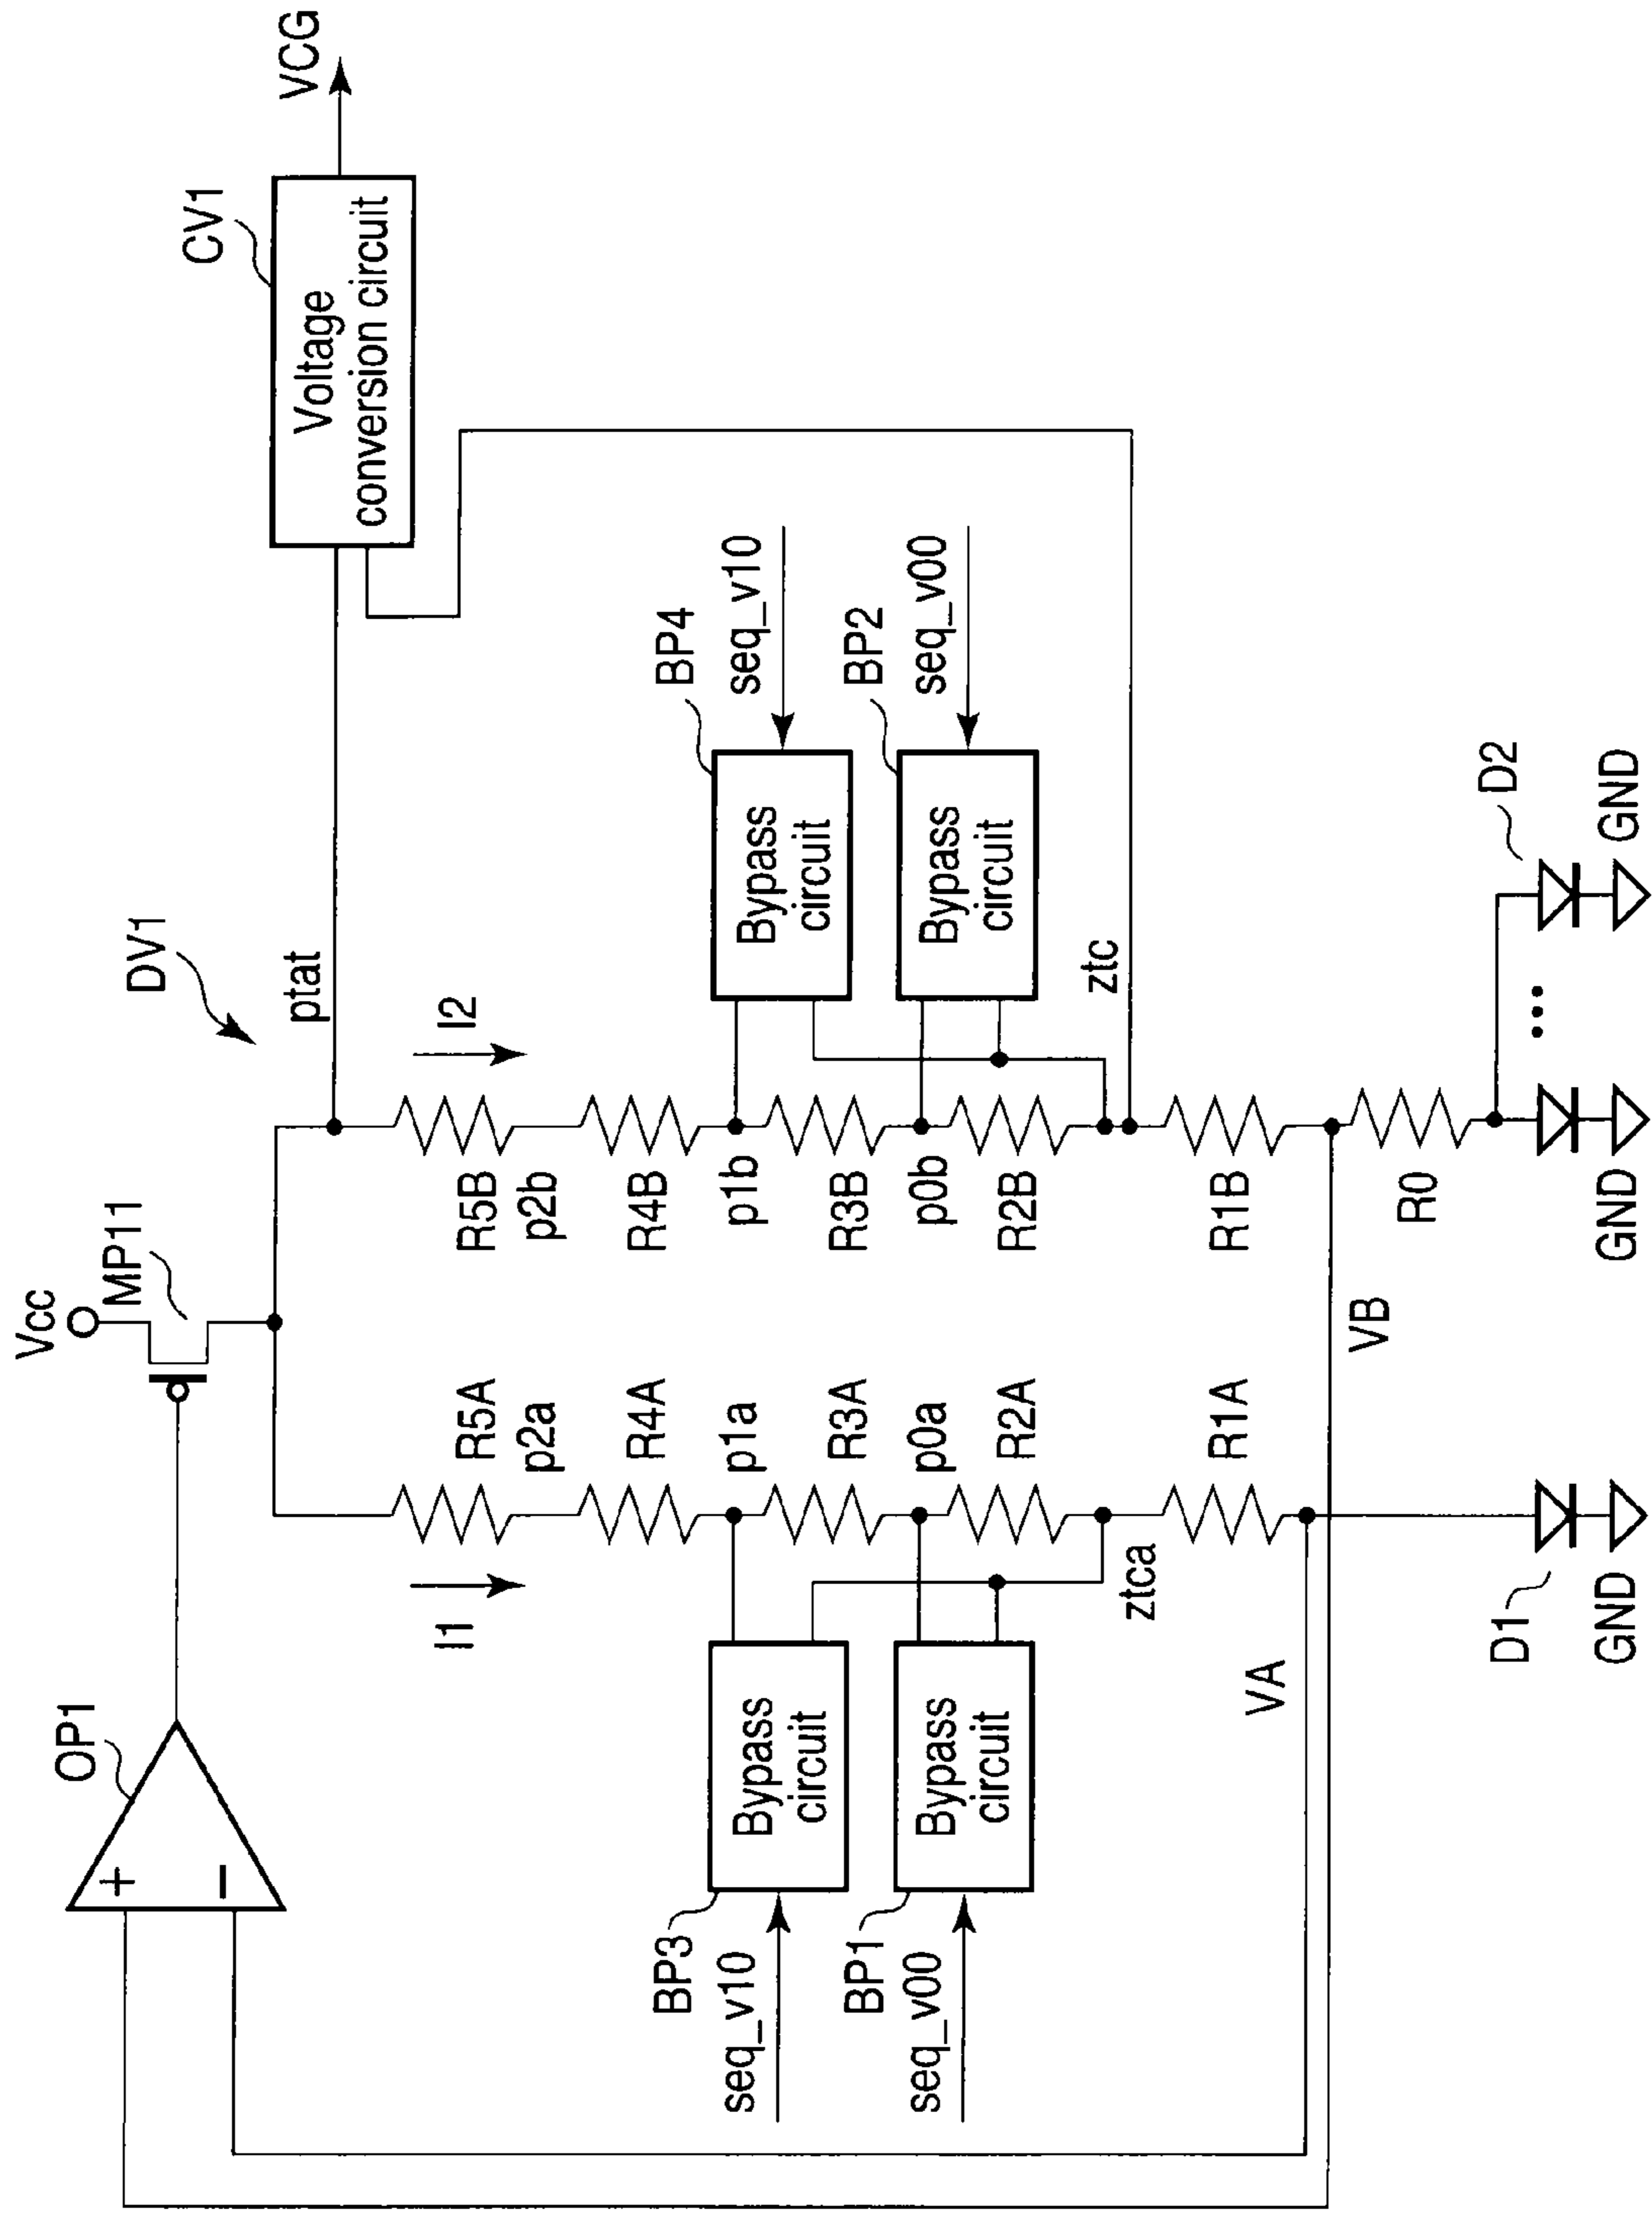 VCG
CV1
Voltage
conversion circuit
DV1
ptat
Vcc
MP11
OP1
+
−
I2
I1
R5B
p2b
R4B
p1b
R3B
p0b
R2B
R1B
R0
ztc
BP4
seq_v10
Bypass
circuit
BP2
seq_v00
Bypass
circuit
R5A
p2a
R4A
p1a
R3A
p0a
R2A
R1A
ztca
BP3
seq_v10
Bypass
circuit
BP1
seq_v00
Bypass
circuit
VA
VB
D1
GND
GND
D2
GND